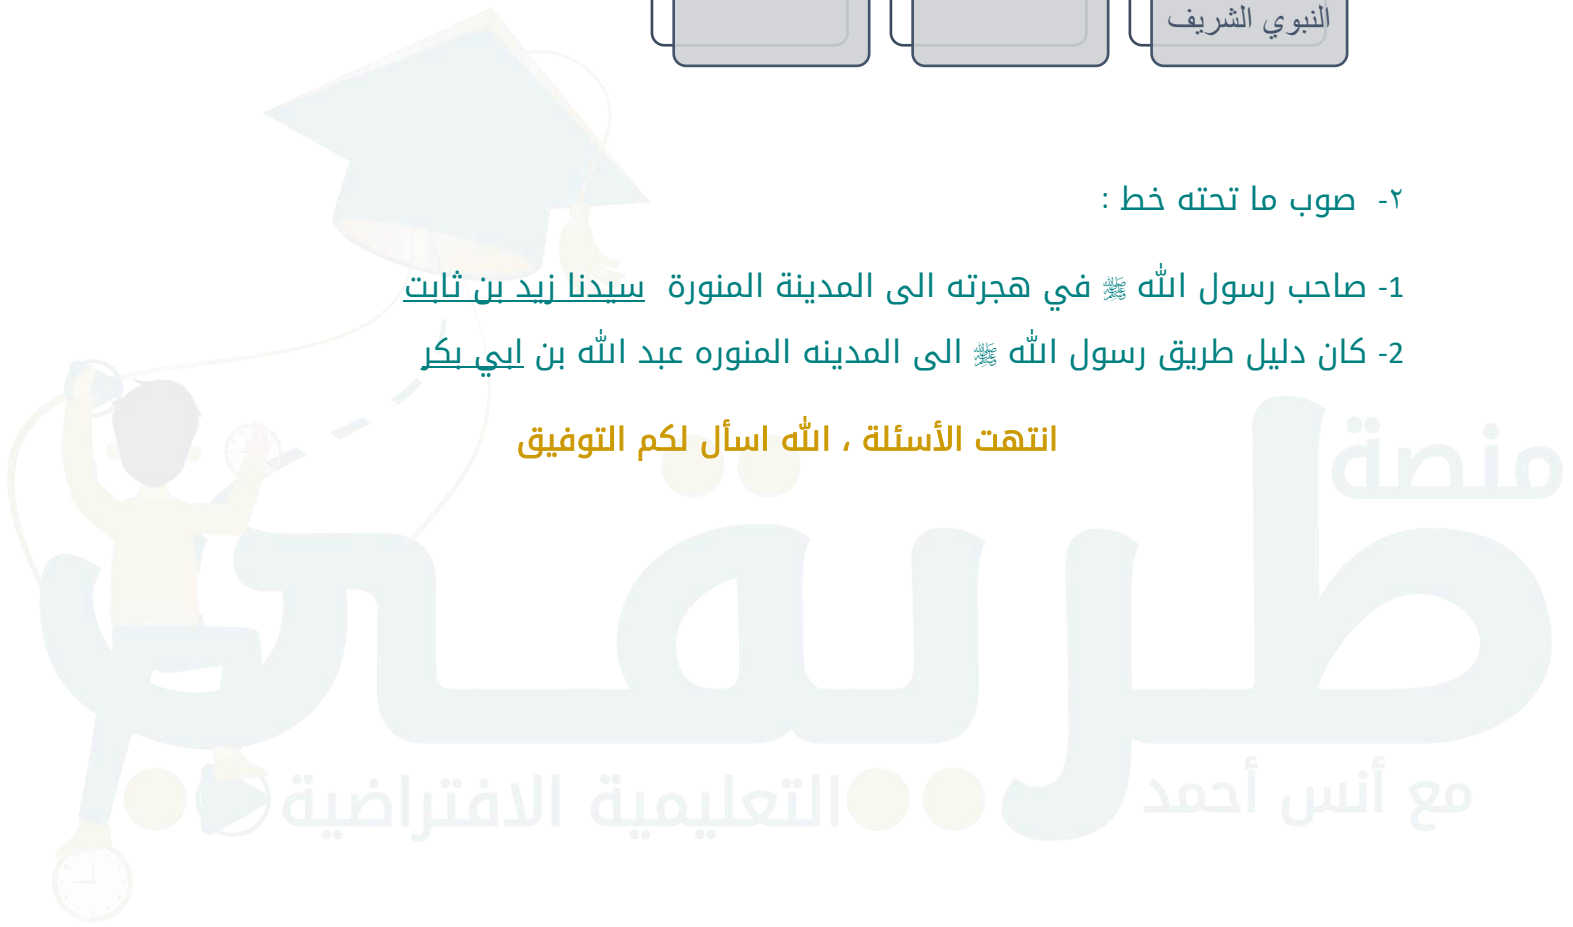 النبوي الشريف
٢- صوب ما تحته خط :
1- صاحب رسول الله ﷺ في هجرته الى المدينة المنورة سيدنا زيد بن ثابت
2- كان دليل طريق رسول الله ﷺ الى المدينه المنوره عبد الله بن ابي بكر
انتهت الأسئلة ، الله اسأل لكم التوفيق
منصة
طريقي
مع أنس أحمد
التعليمية الافتراضية